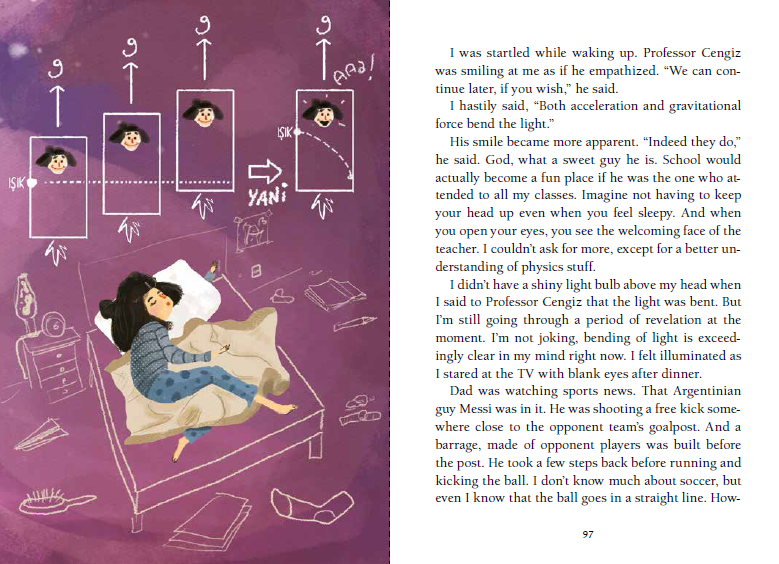 g
g
g
g
AAA!
IŞIK
IŞIK
YANİ
I was startled while waking up. Professor Cengiz
was smiling at me as if he empathized. “We can con-
tinue later, if you wish,” he said.
I hastily said, “Both acceleration and gravitational
force bend the light.”
His smile became more apparent. “Indeed they do,”
he said. God, what a sweet guy he is. School would
actually become a fun place if he was the one who at-
tended to all my classes. Imagine not having to keep
your head up even when you feel sleepy. And when
you open your eyes, you see the welcoming face of the
teacher. I couldn’t ask for more, except for a better un-
derstanding of physics stuff.
I didn’t have a shiny light bulb above my head when
I said to Professor Cengiz that the light was bent. But
I’m still going through a period of revelation at the
moment. I’m not joking, bending of light is exceed-
ingly clear in my mind right now. I felt illuminated as
I stared at the TV with blank eyes after dinner.
Dad was watching sports news. That Argentinian
guy Messi was in it. He was shooting a free kick some-
where close to the opponent team’s goalpost. And a
barrage, made of opponent players was built before
the post. He took a few steps back before running and
kicking the ball. I don’t know much about soccer, but
even I know that the ball goes in a straight line. How-
97